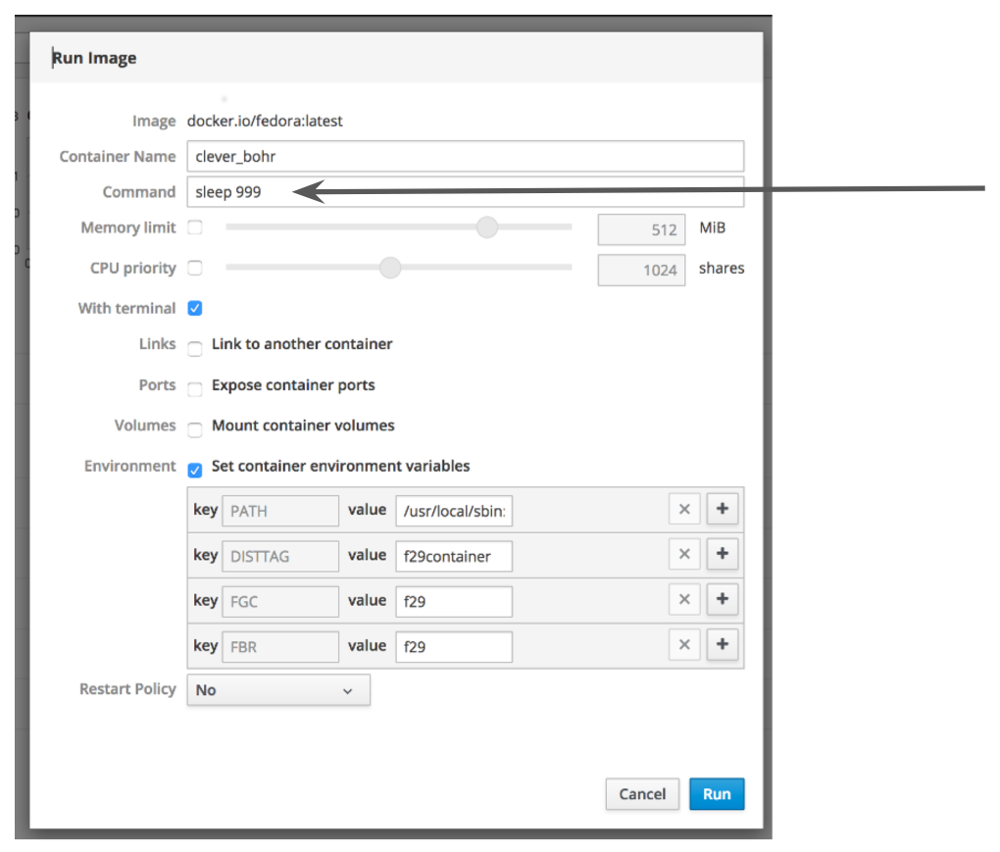 Run Image
Image docker.io/fedora:latest
Container Name clever_bohr
Command sleep 999
Memory limit 512 MiB
CPU priority 1024 shares
With terminal
Links Link to another container
Ports Expose container ports
Volumes Mount container volumes
Environment Set container environment variables
key PATH value /usr/local/sbin:
key DISTTAG value f29container
key FGC value f29
key FBR value f29
Restart Policy No
Cancel Run